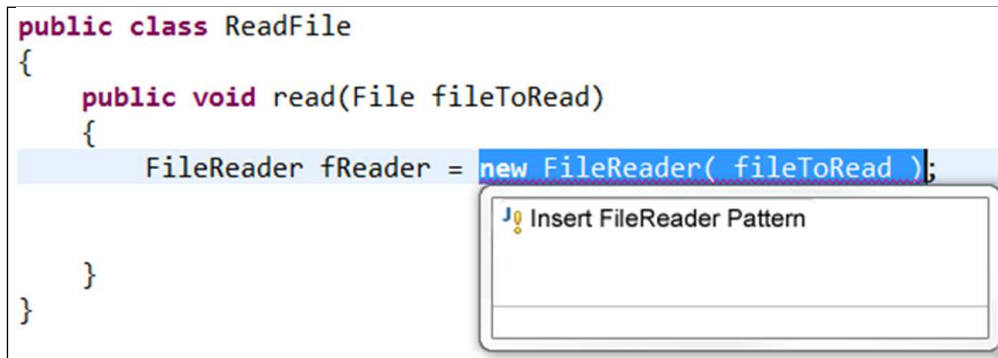 public class ReadFile
{
public void read(File fileToRead)
{
FileReader fReader = new FileReader( fileToRead );
Insert FileReader Pattern
}
}